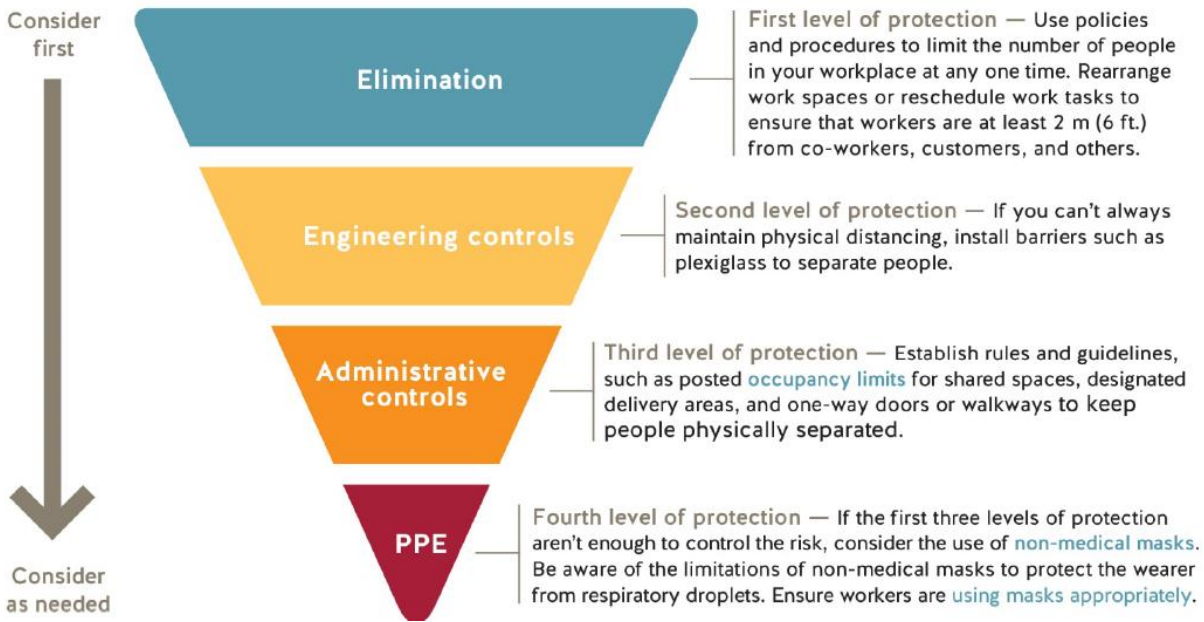 Consider
first
Elimination
First level of protection — Use policies
and procedures to limit the number of people
in your workplace at any one time. Rearrange
work spaces or reschedule work tasks to
ensure that workers are at least 2 m (6 ft.)
from co-workers, customers, and others.
Engineering controls
Second level of protection — If you can't always
maintain physical distancing, install barriers such as
plexiglass to separate people.
Administrative
controls
Third level of protection — Establish rules and guidelines,
such as posted occupancy limits for shared spaces, designated
delivery areas, and one-way doors or walkways to keep
people physically separated.
PPE
Fourth level of protection — If the first three levels of protection
aren't enough to control the risk, consider the use of non-medical masks.
Be aware of the limitations of non-medical masks to protect the wearer
from respiratory droplets. Ensure workers are using masks appropriately.
Consider
as needed